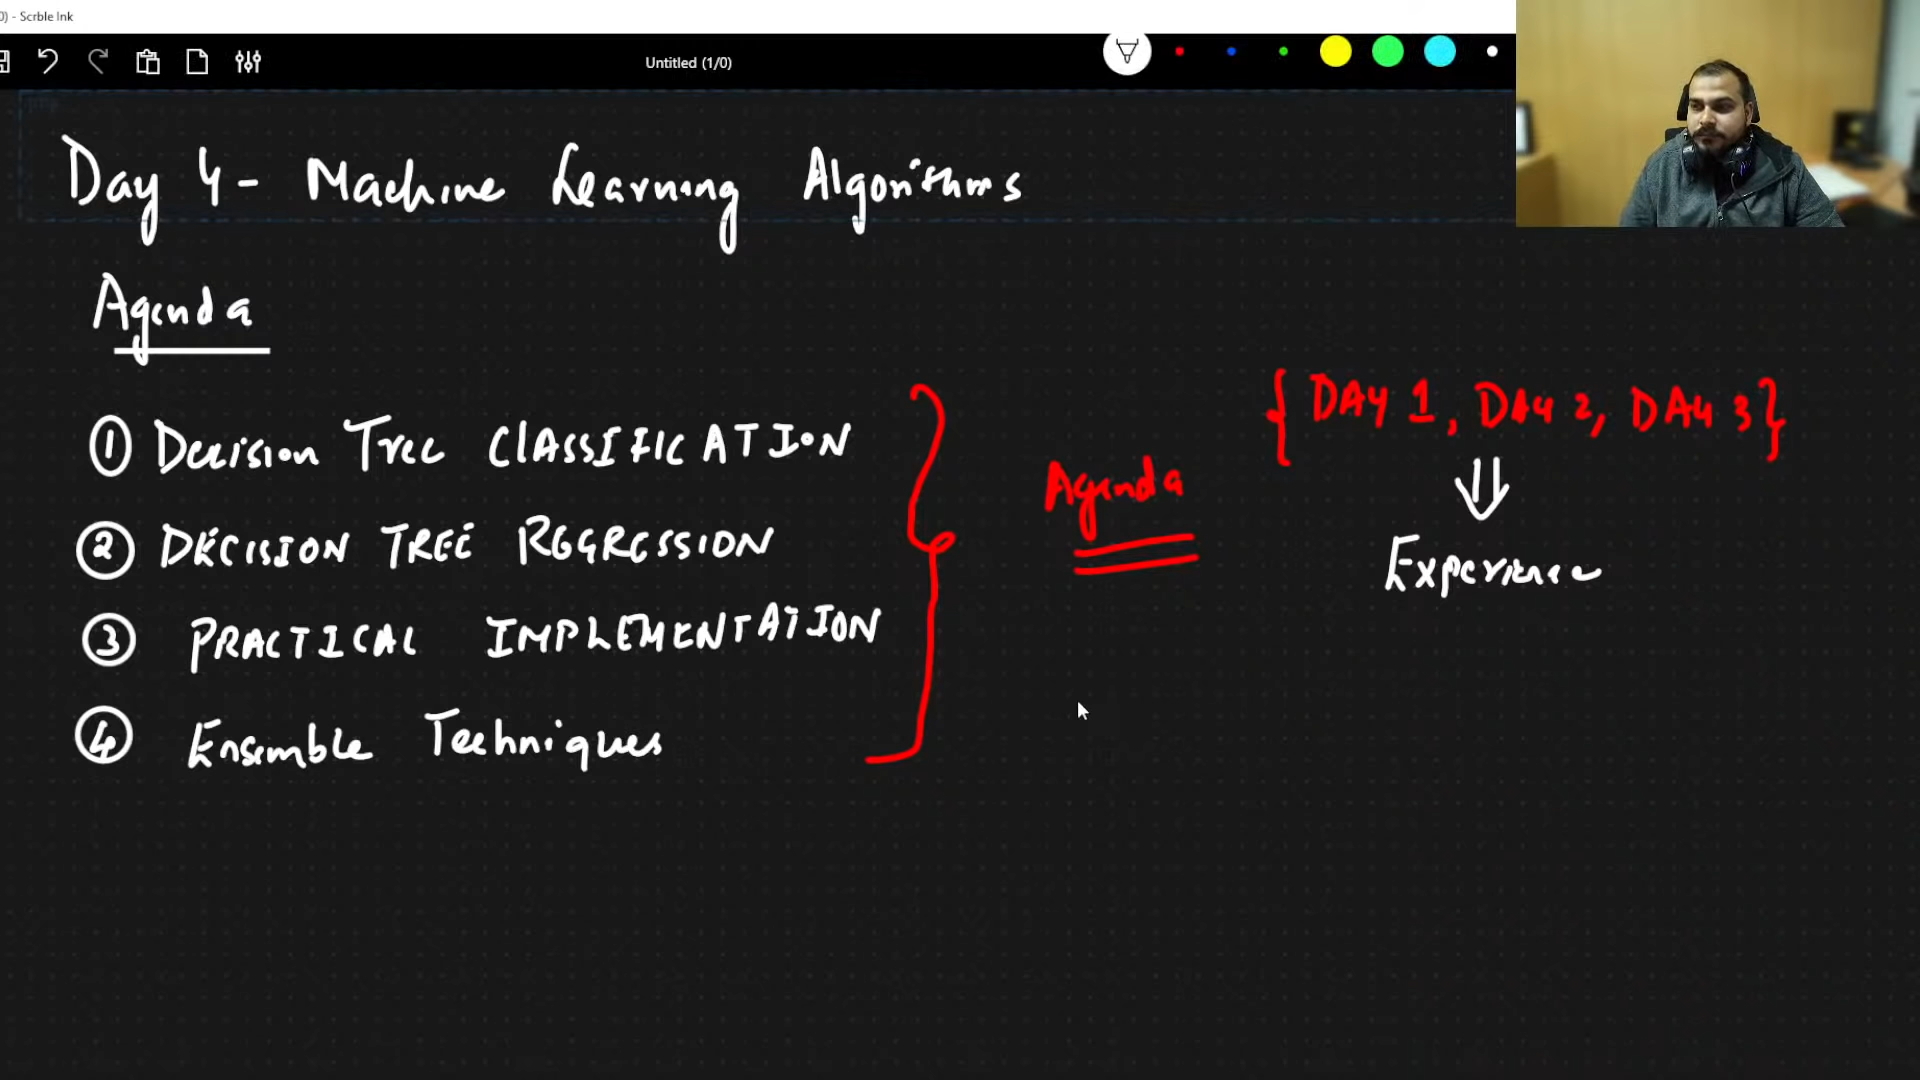 0) - Scrble Ink
Untitled (1/0)
Day 4 - Machine Learning Algorithms
Agenda
① Decision Tree CLASSIFICATION
② DECISION TREE REGRESSION
③ PRACTICAL IMPLEMENTATION
④ Ensemble Techniques
Agenda
{ DAY 1, DAY 2, DAY 3 }
Experience